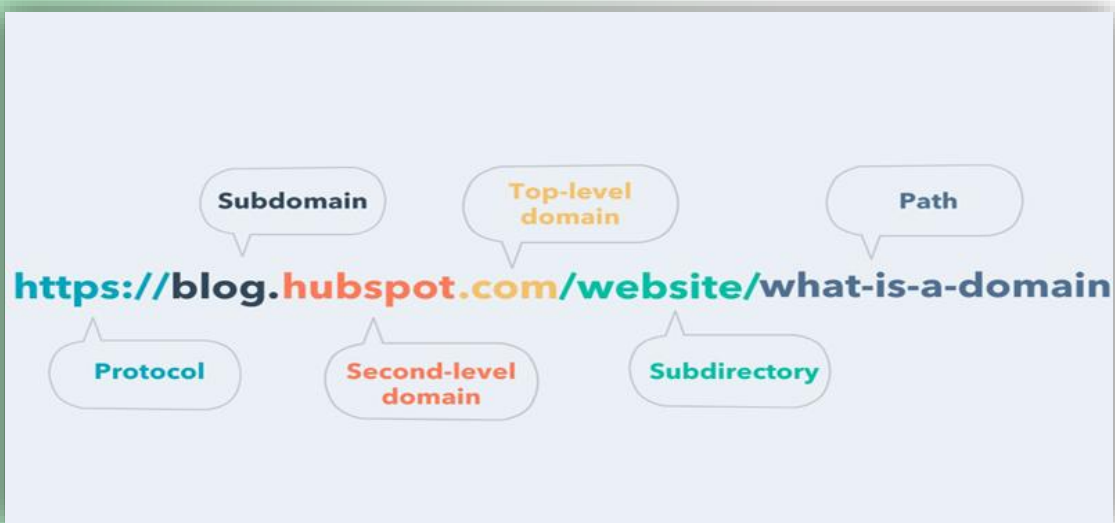 Subdomain
Top-level
domain
Path
https://blog.hubspot.com/website/what-is-a-domain
Protocol
Second-level
domain
Subdirectory